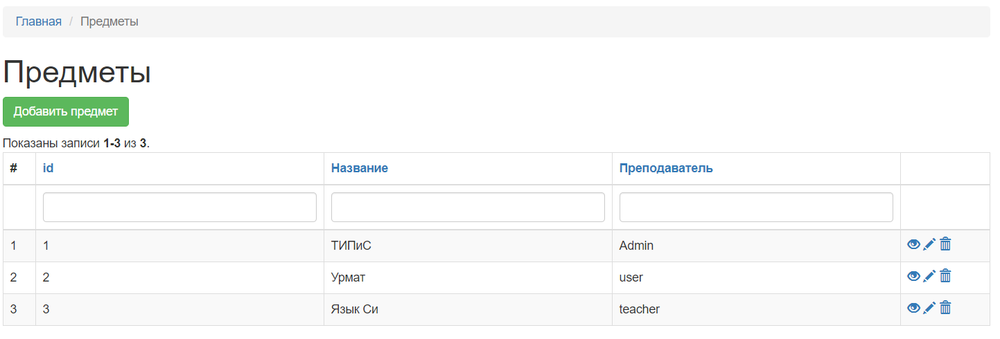 Главная / Предметы
Предметы
Добавить предмет
Показаны записи 1-3 из 3.
# id Название Преподаватель
1 1 ТИПиС Admin
2 2 Урмат user
3 3 Язык Си teacher